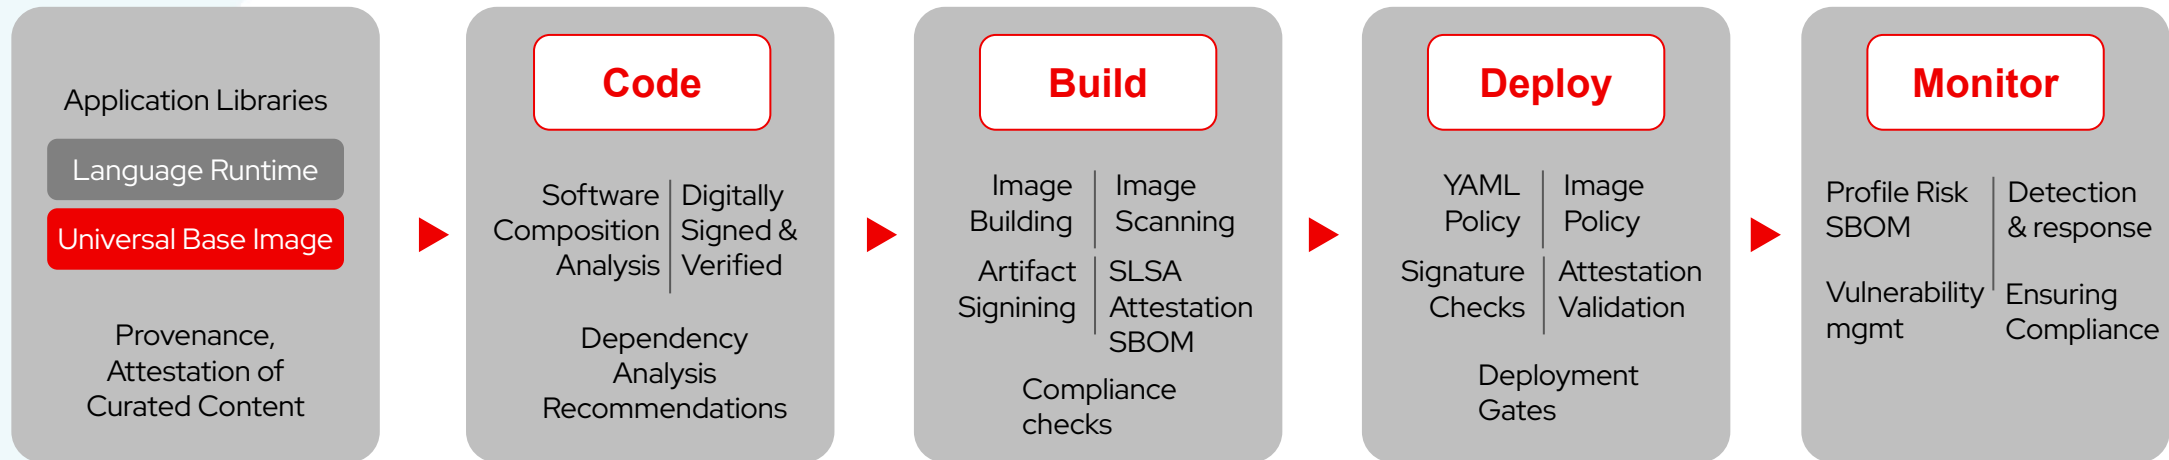 Application Libraries
Language Runtime
Universal Base Image
Provenance,
Attestation of
Curated Content
Code
Software
Composition
Analysis
Digitally
Signed &
Verified
Dependency
Analysis
Recommendations
Build
Image
Building
Image
Scanning
Artifact
Signining
SLSA
Attestation
SBOM
Compliance
checks
Deploy
YAML
Policy
Image
Policy
Signature
Checks
Attestation
Validation
Deployment
Gates
Monitor
Profile Risk
SBOM
Detection
& response
Vulnerability
mgmt
Ensuring
Compliance